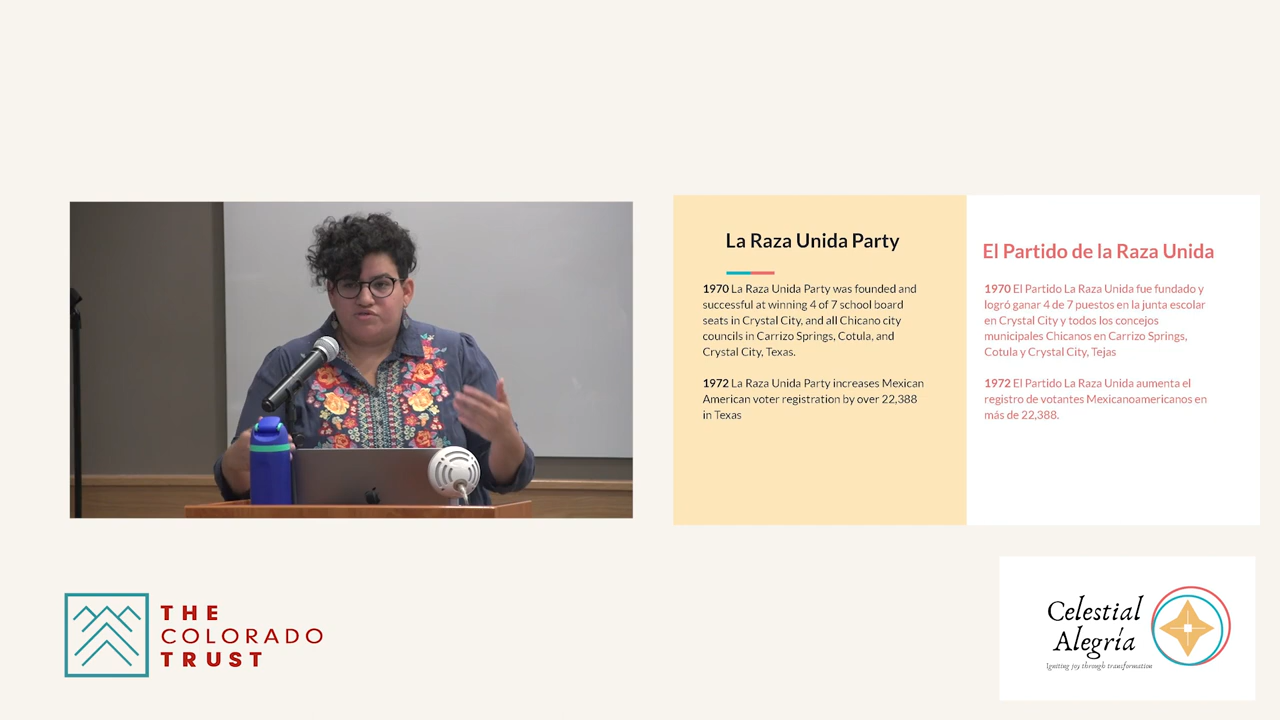 La Raza Unida Party
1970 La Raza Unida Party was founded and
successful at winning 4 of 7 school board
seats in Crystal City, and all Chicano city
councils in Carrizo Springs, Cotula, and
Crystal City, Texas.
1972 La Raza Unida Party increases Mexican
American voter registration by over 22,388
in Texas
El Partido de la Raza Unida
1970 El Partido La Raza Unida fue fundado y
logró ganar 4 de 7 puestos en la junta escolar
en Crystal City y todos los concejos
municipales Chicanos en Carrizo Springs,
Cotula y Crystal City, Tejas
1972 El Partido La Raza Unida aumenta el
registro de votantes Mexicanoamericanos en
más de 22,388.
THE
COLORADO
TRUST
Celestial
Alegría
Igniting joy through transformation